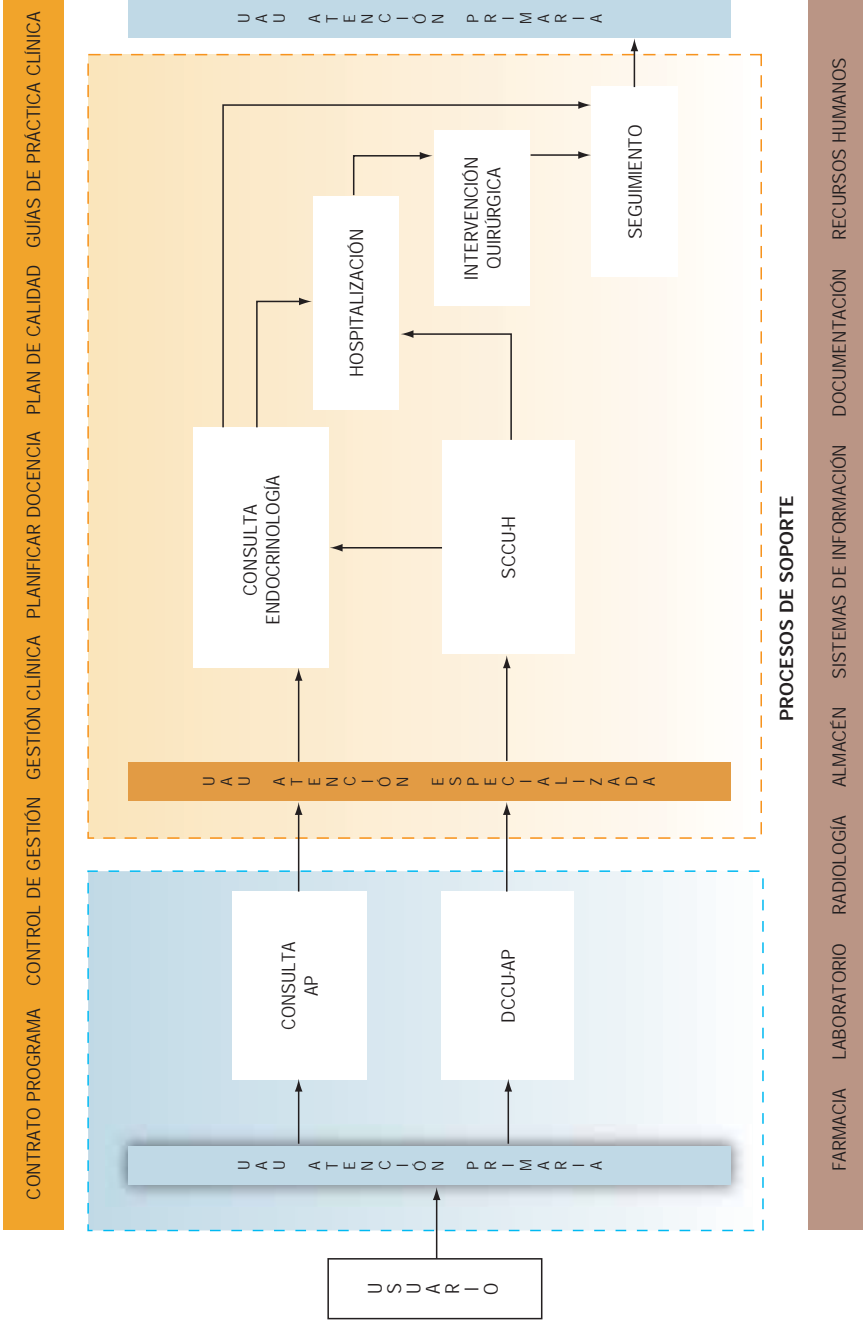 CONTRATO PROGRAMA CONTROL DE GESTIÓN GESTIÓN CLÍNICA PLANIFICAR DOCENCIA PLAN DE CALIDAD GUÍAS DE PRÁCTICA CLÍNICA
USUARIO
UAU ATENCIÓN PRIMARIA
CONSULTA
AP
DCCU-AP
UAU ATENCIÓN ESPECIALIZADA
CONSULTA
ENDOCRINOLOGÍA
SCCU-H
HOSPITALIZACIÓN
INTERVENCIÓN
QUIRÚRGICA
SEGUIMIENTO
UAU ATENCIÓN PRIMARIA
PROCESOS DE SOPORTE
FARMACIA LABORATORIO RADIOLOGÍA ALMACÉN SISTEMAS DE INFORMACIÓN DOCUMENTACIÓN RECURSOS HUMANOS